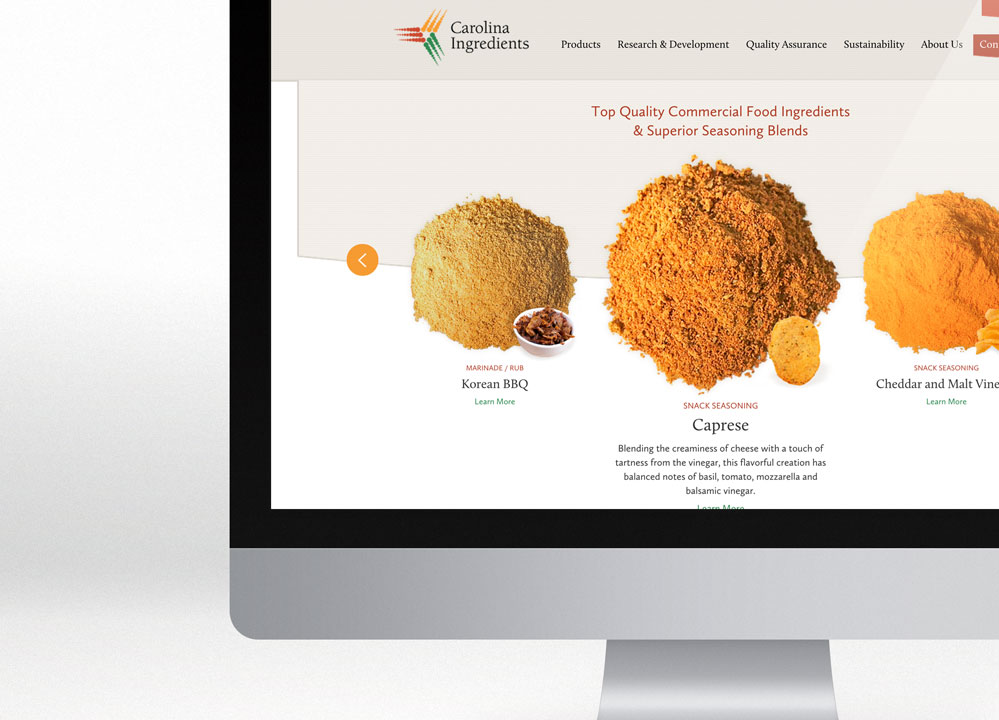 Carolina
Ingredients
Products Research & Development Quality Assurance Sustainability About Us
Top Quality Commercial Food Ingredients
& Superior Seasoning Blends
MARINADE / RUB
Korean BBQ
Learn More
SNACK SEASONING
Caprese
Blending the creaminess of cheese with a touch of
tartness from the vinegar, this flavorful creation has
balanced notes of basil, tomato, mozzarella and
balsamic vinegar.
Learn More
SNACK SEASONING
Cheddar and Malt Vine
Learn More